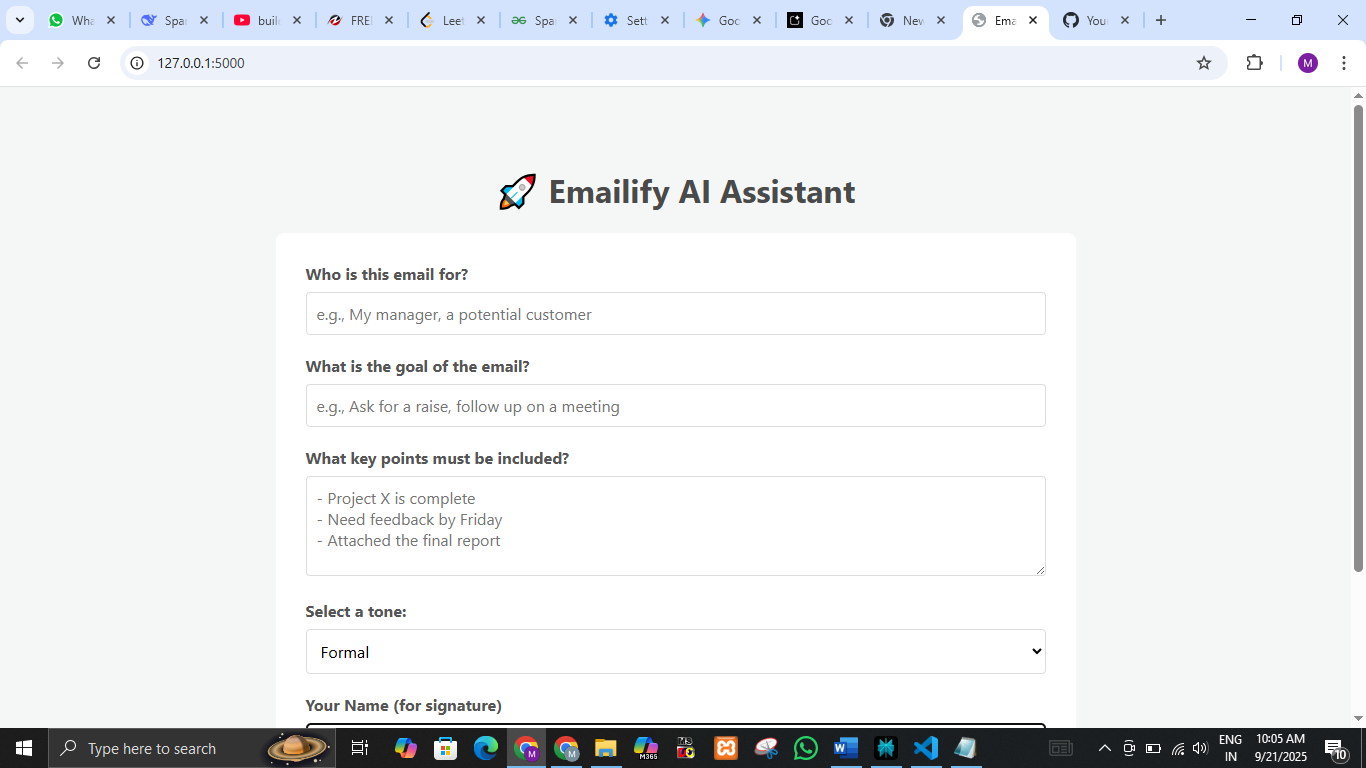 Wha
Spa
buil
FREE
Leet
Spa
Sett
Goo
Goo
New
Ema
You
127.0.0.1:5000
M
🚀 Emailify AI Assistant
Who is this email for?
e.g., My manager, a potential customer
What is the goal of the email?
e.g., Ask for a raise, follow up on a meeting
What key points must be included?
- Project X is complete
- Need feedback by Friday
- Attached the final report
Select a tone:
Formal
Your Name (for signature)
Type here to search
M
M
M365
ENG
IN
10:05 AM
9/21/2025
10